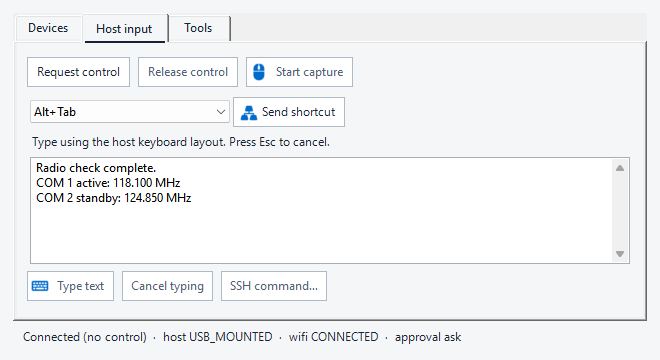 Devices Host input Tools
Request control Release control Start capture
Alt+Tab Send shortcut
Type using the host keyboard layout. Press Esc to cancel.
Radio check complete.
COM 1 active: 118.100 MHz
COM 2 standby: 124.850 MHz
Type text Cancel typing SSH command...
Connected (no control) · host USB_MOUNTED · wifi CONNECTED · approval ask